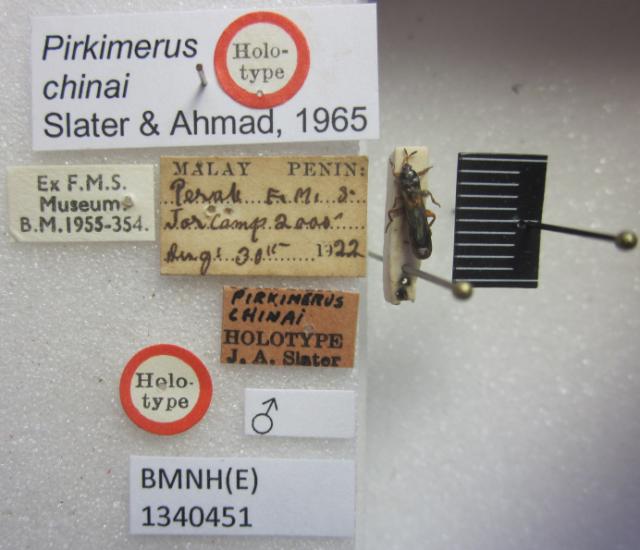 Pirkimerus
chinai
Slater & Ahmad, 1965
Holo-
type
Ex F.M.S.
Museum.
B.M.1955-354.
MALAY PENIN:
Perak F.M.S.
Jor Camp. 2000'
Augt 30th 1922
PIRKIMERUS
CHINAI
HOLOTYPE
J. A. Slater
Holo-
type
♂
BMNH(E)
1340451